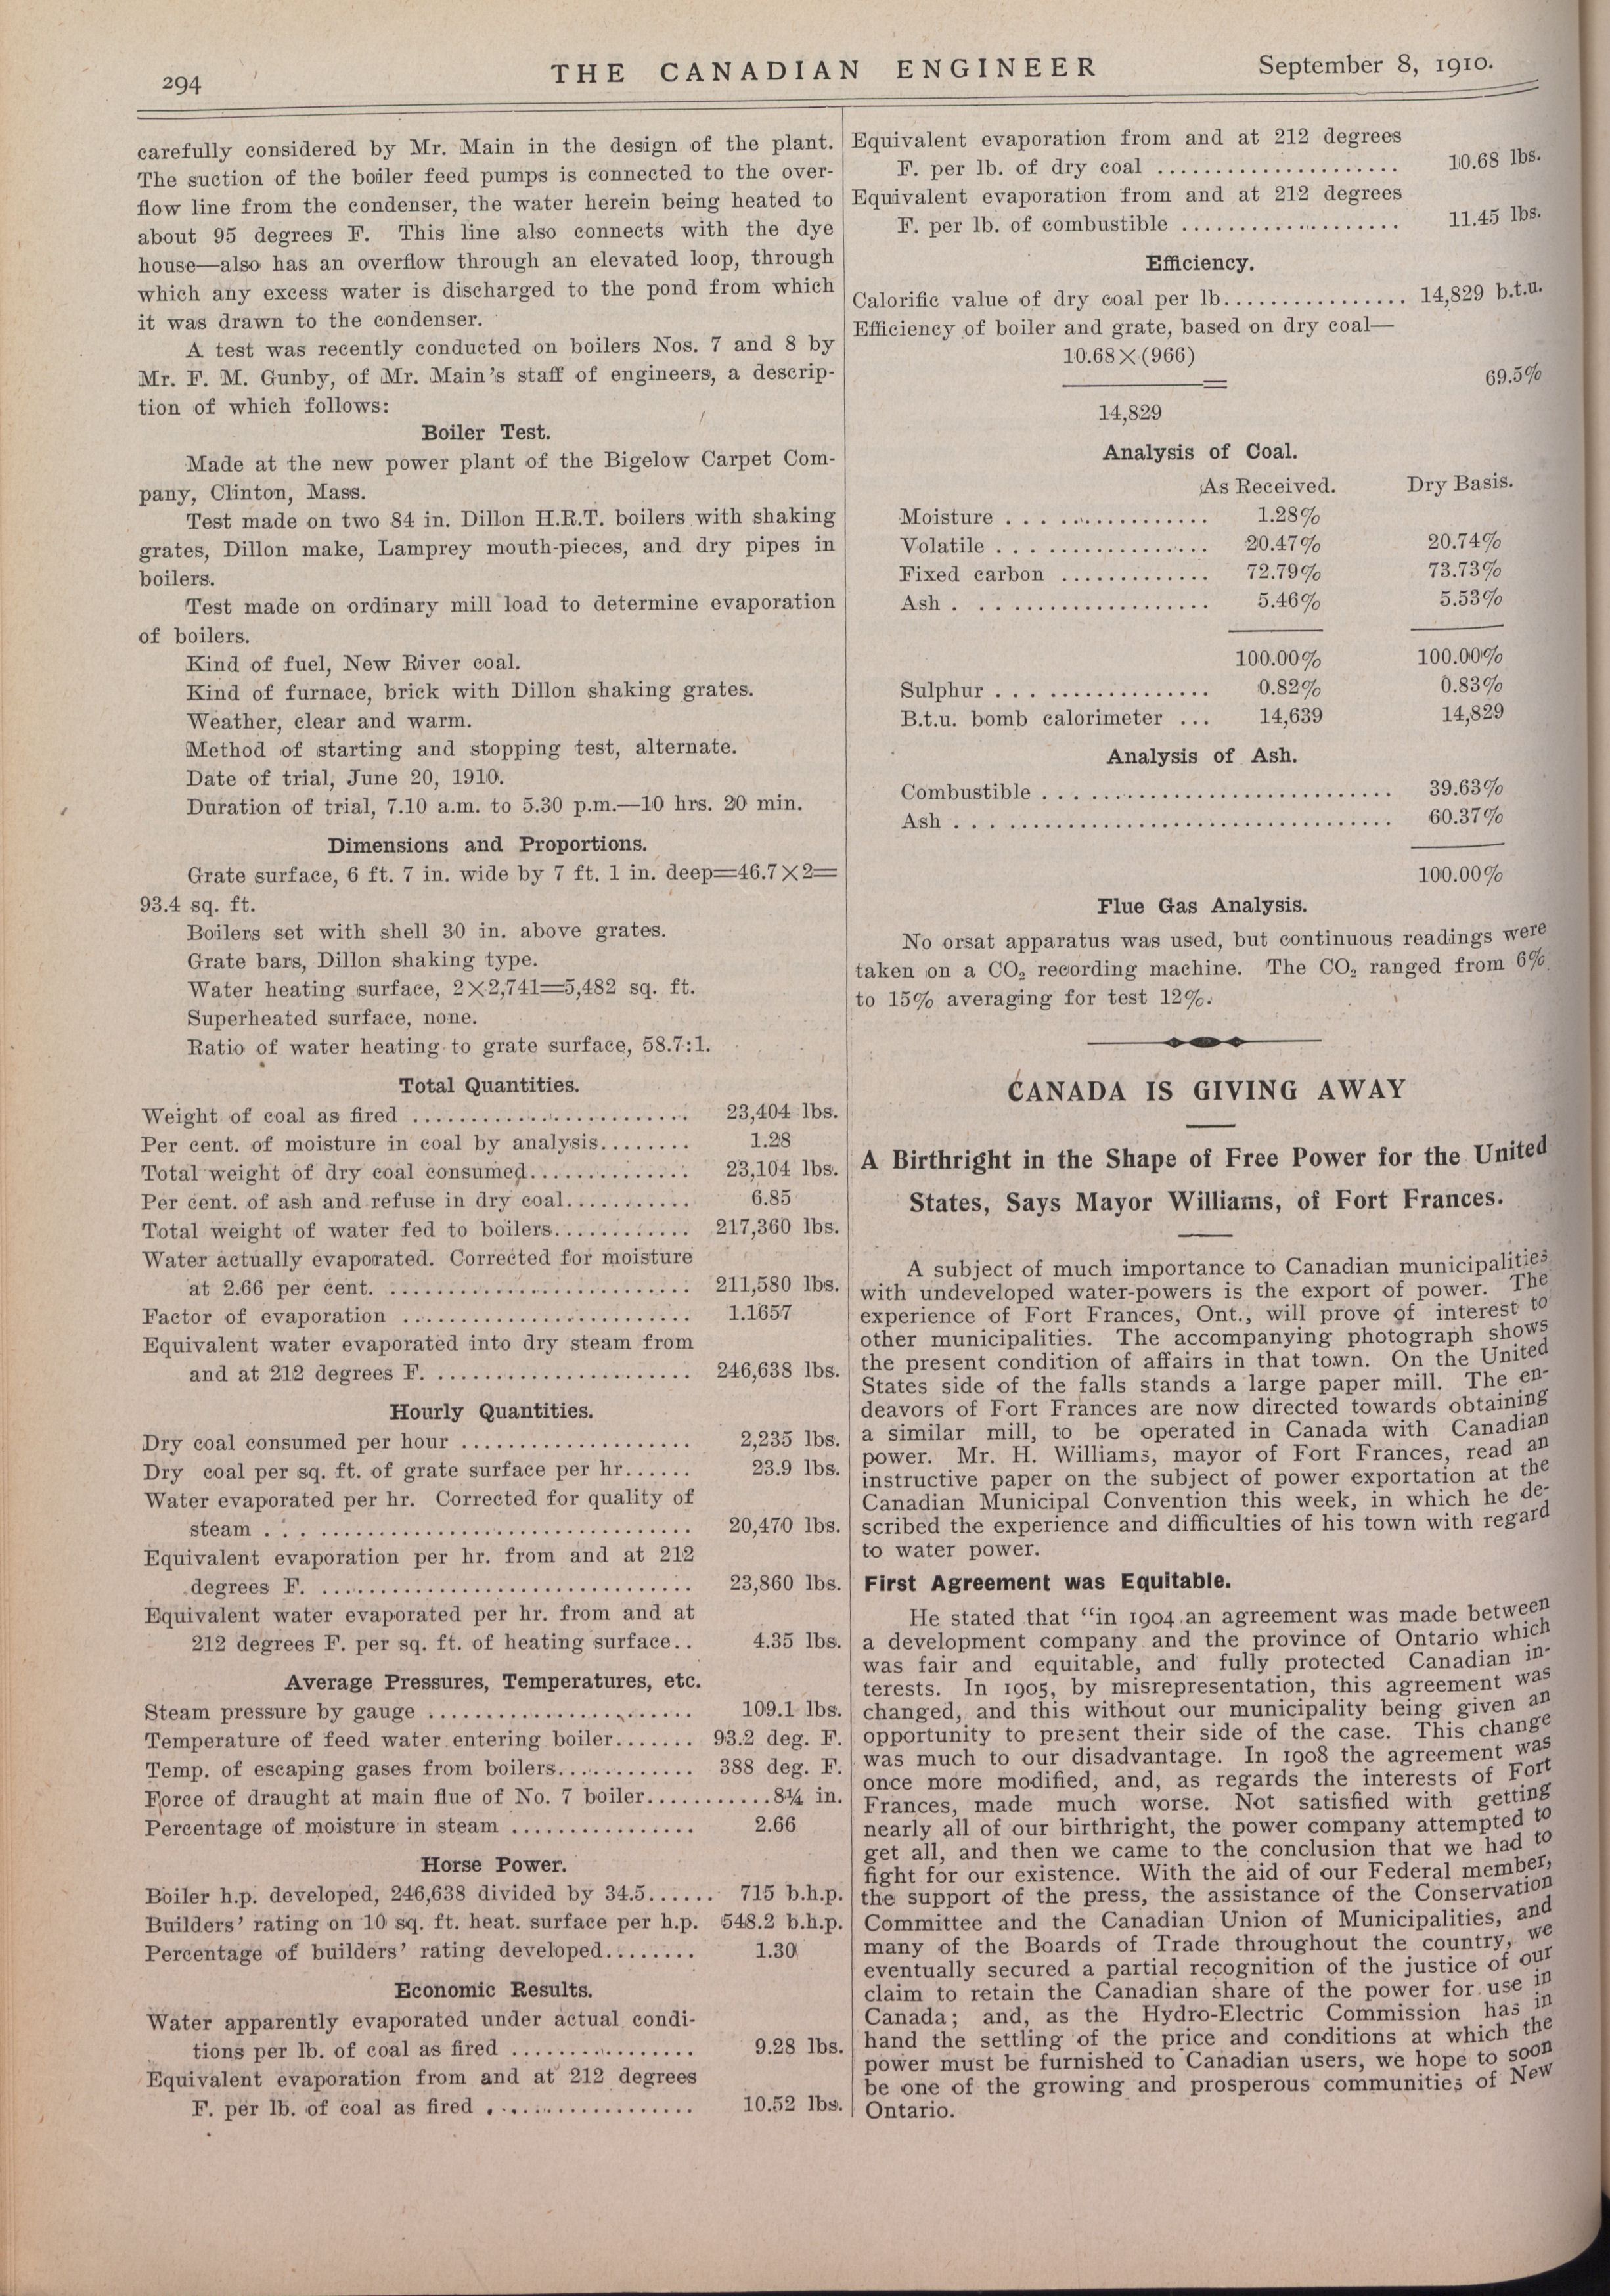 294
THE CANADIAN ENGINEER
September 8, 1910.
carefully considered by Mr. Main in the design of the plant.
The suction of the boiler feed pumps is connected to the over-
flow line from the condenser, the water herein being heated to
about 95 degrees F. This line also connects with the dye
house—also has an overflow through an elevated loop, through
which any excess water is discharged to the pond from which
it was drawn to the condenser.
A test was recently conducted on boilers Nos. 7 and 8 by
Mr. F. M. Gunby, of Mr. Main's staff of engineers, a descrip-
tion of which follows:
Boiler Test.
Made at the new power plant of the Bigelow Carpet Com-
pany, Clinton, Mass.
Test made on two 84 in. Dillon H.R.T. boilers with shaking
grates, Dillon make, Lamprey mouth-pieces, and dry pipes in
boilers.
Test made on ordinary mill load to determine evaporation
of boilers.
Kind of fuel, New River coal.
Kind of furnace, brick with Dillon shaking grates.
Weather, clear and warm.
Method of starting and stopping test, alternate.
Date of trial, June 20, 1910.
Duration of trial, 7.10 a.m. to 5.30 p.m.—10 hrs. 20 min.
Dimensions and Proportions.
Grate surface, 6 ft. 7 in. wide by 7 ft. 1 in. deep=46.7×2=
93.4 sq. ft.
Boilers set with shell 30 in. above grates.
Grate bars, Dillon shaking type.
Water heating surface, 2×2,741=5,482 sq. ft.
Superheated surface, none.
Ratio of water heating to grate surface, 58.7:1.
Total Quantities.
Weight of coal as fired ........................ 23,404 lbs.
Per cent. of moisture in coal by analysis........ 1.28
Total weight of dry coal consumed.............. 23,104 lbs.
Per cent. of ash and refuse in dry coal........... 6.85
Total weight of water fed to boilers............ 217,360 lbs.
Water actually evaporated. Corrected for moisture
at 2.66 per cent. .......................... 211,580 lbs.
Factor of evaporation ......................... 1.1657
Equivalent water evaporated into dry steam from
and at 212 degrees F. ...................... 246,638 lbs.
Hourly Quantities.
Dry coal consumed per hour .................... 2,235 lbs.
Dry coal per sq. ft. of grate surface per hr...... 23.9 lbs.
Water evaporated per hr. Corrected for quality of
steam . . . ................................ 20,470 lbs.
Equivalent evaporation per hr. from and at 212
degrees F. ................................ 23,860 lbs.
Equivalent water evaporated per hr. from and at
212 degrees F. per sq. ft. of heating surface.. 4.35 lbs.
Average Pressures, Temperatures, etc.
Steam pressure by gauge ....................... 109.1 lbs.
Temperature of feed water entering boiler....... 93.2 deg. F.
Temp. of escaping gases from boilers............ 388 deg. F.
Force of draught at main flue of No. 7 boiler...........8¼ in.
Percentage of moisture in steam ................ 2.66
Horse Power.
Boiler h.p. developed, 246,638 divided by 34.5...... 715 b.h.p.
Builders' rating on 10 sq. ft. heat. surface per h.p. 548.2 b.h.p.
Percentage of builders' rating developed........ 1.30
Economic Results.
Water apparently evaporated under actual condi-
tions per lb. of coal as fired ................ 9.28 lbs.
Equivalent evaporation from and at 212 degrees
F. per lb. of coal as fired .................. 10.52 lbs.
Equivalent evaporation from and at 212 degrees
F. per lb. of dry coal ..................... 10.68 lbs.
Equivalent evaporation from and at 212 degrees
F. per lb. of combustible ................... 11.45 lbs.
Efficiency.
Calorific value of dry coal per lb................ 14,829 b.t.u.
Efficiency of boiler and grate, based on dry coal—
10.68×(966)
= 69.5%
14,829
Analysis of Coal.
As Received. Dry Basis.
Moisture . . . ............... 1.28%
Volatile . . . ................ 20.47% 20.74%
Fixed carbon ............. 72.79% 73.73%
Ash . . . .................. 5.46% 5.53%
100.00% 100.00%
Sulphur . . . .............. 0.82% 0.83%
B.t.u. bomb calorimeter ... 14,639 14,829
Analysis of Ash.
Combustible . . . ........................... 39.63%
Ash . . . .................................. 60.37%
100.00%
Flue Gas Analysis.
No orsat apparatus was used, but continuous readings were
taken on a CO₂ recording machine. The CO₂ ranged from 6%
to 15% averaging for test 12%.
CANADA IS GIVING AWAY
A Birthright in the Shape of Free Power for the United
States, Says Mayor Williams, of Fort Frances.
A subject of much importance to Canadian municipalities
with undeveloped water-powers is the export of power. The
experience of Fort Frances, Ont., will prove of interest to
other municipalities. The accompanying photograph shows
the present condition of affairs in that town. On the United
States side of the falls stands a large paper mill. The en-
deavors of Fort Frances are now directed towards obtaining
a similar mill, to be operated in Canada with Canadian
power. Mr. H. Williams, mayor of Fort Frances, read an
instructive paper on the subject of power exportation at the
Canadian Municipal Convention this week, in which he de-
scribed the experience and difficulties of his town with regard
to water power.
First Agreement was Equitable.
He stated that "in 1904 an agreement was made between
a development company and the province of Ontario which
was fair and equitable, and fully protected Canadian in-
terests. In 1905, by misrepresentation, this agreement was
changed, and this without our municipality being given an
opportunity to present their side of the case. This change
was much to our disadvantage. In 1908 the agreement was
once more modified, and, as regards the interests of Fort
Frances, made much worse. Not satisfied with getting
nearly all of our birthright, the power company attempted to
get all, and then we came to the conclusion that we had to
fight for our existence. With the aid of our Federal member,
the support of the press, the assistance of the Conservation
Committee and the Canadian Union of Municipalities, and
many of the Boards of Trade throughout the country, we
eventually secured a partial recognition of the justice of our
claim to retain the Canadian share of the power for use in
Canada; and, as the Hydro-Electric Commission has in
hand the settling of the price and conditions at which the
power must be furnished to Canadian users, we hope to soon
be one of the growing and prosperous communities of New
Ontario.